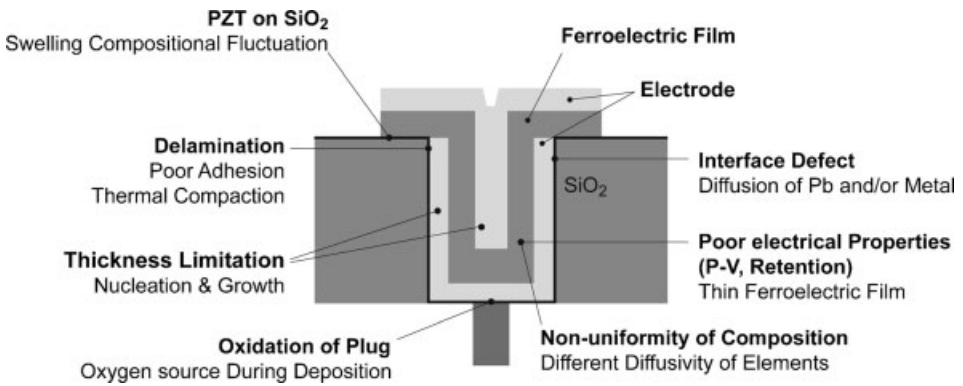 PZT on SiO₂
Swelling Compositional Fluctuation
Ferroelectric Film
Electrode
Delamination
Poor Adhesion
Thermal Compaction
Interface Defect
Diffusion of Pb and/or Metal
SiO₂
Thickness Limitation
Nucleation & Growth
Poor electrical Properties
(P-V, Retention)
Thin Ferroelectric Film
Oxidation of Plug
Oxygen source During Deposition
Non-uniformity of Composition
Different Diffusivity of Elements